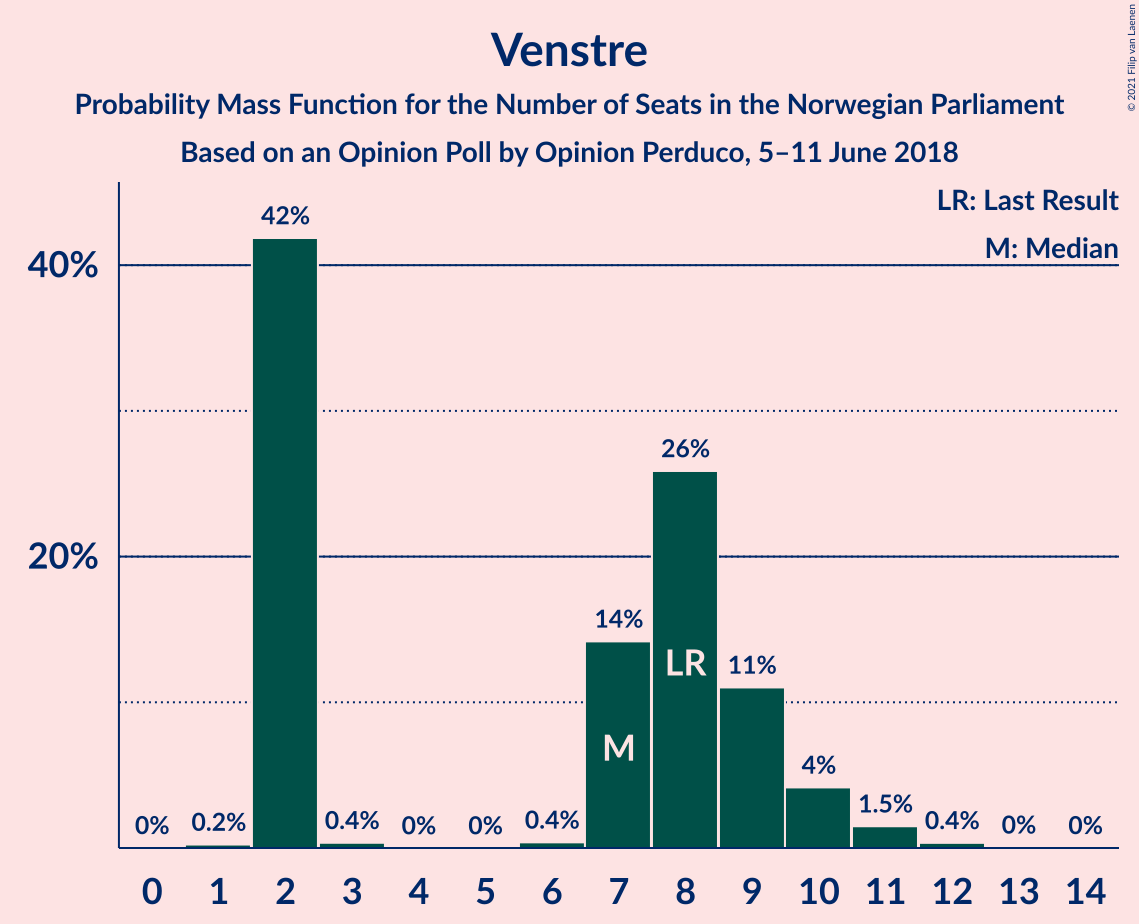 © 2021 Filip van Laenen
Venstre
Probability Mass Function for the Number of Seats in the Norwegian Parliament
Based on an Opinion Poll by Opinion Perduco, 5–11 June 2018
LR: Last Result
M: Median
40%
20%
0%
0.2%
42%
0.4%
0%
0%
0.4%
14%
26%
11%
4%
1.5%
0.4%
0%
0%
LR
M
0 1 2 3 4 5 6 7 8 9 10 11 12 13 14